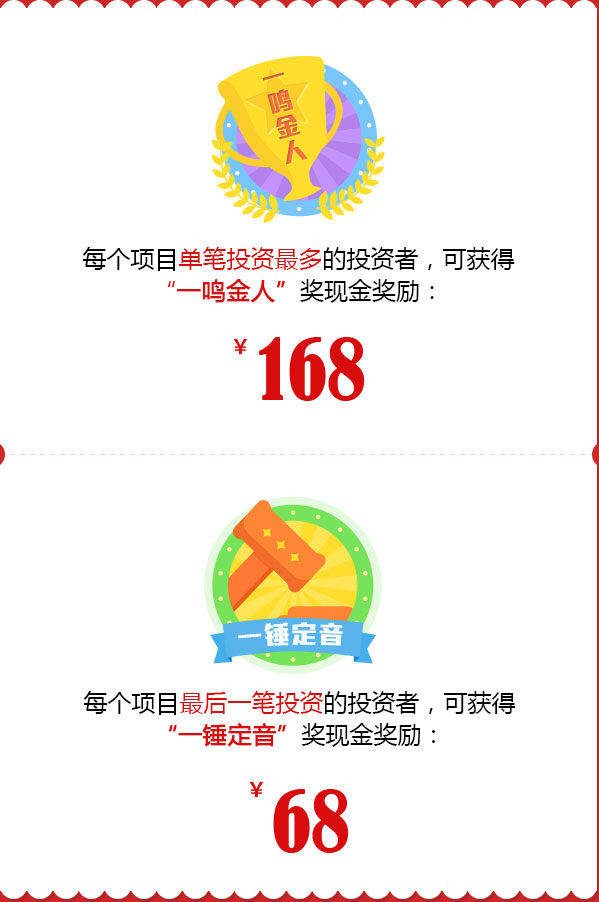 一鸣金人
每个项目单笔投资最多的投资者，可获得
“一鸣金人”奖现金奖励：
¥168
一锤定音
每个项目最后一笔投资的投资者，可获得
“一锤定音”奖现金奖励：
¥68